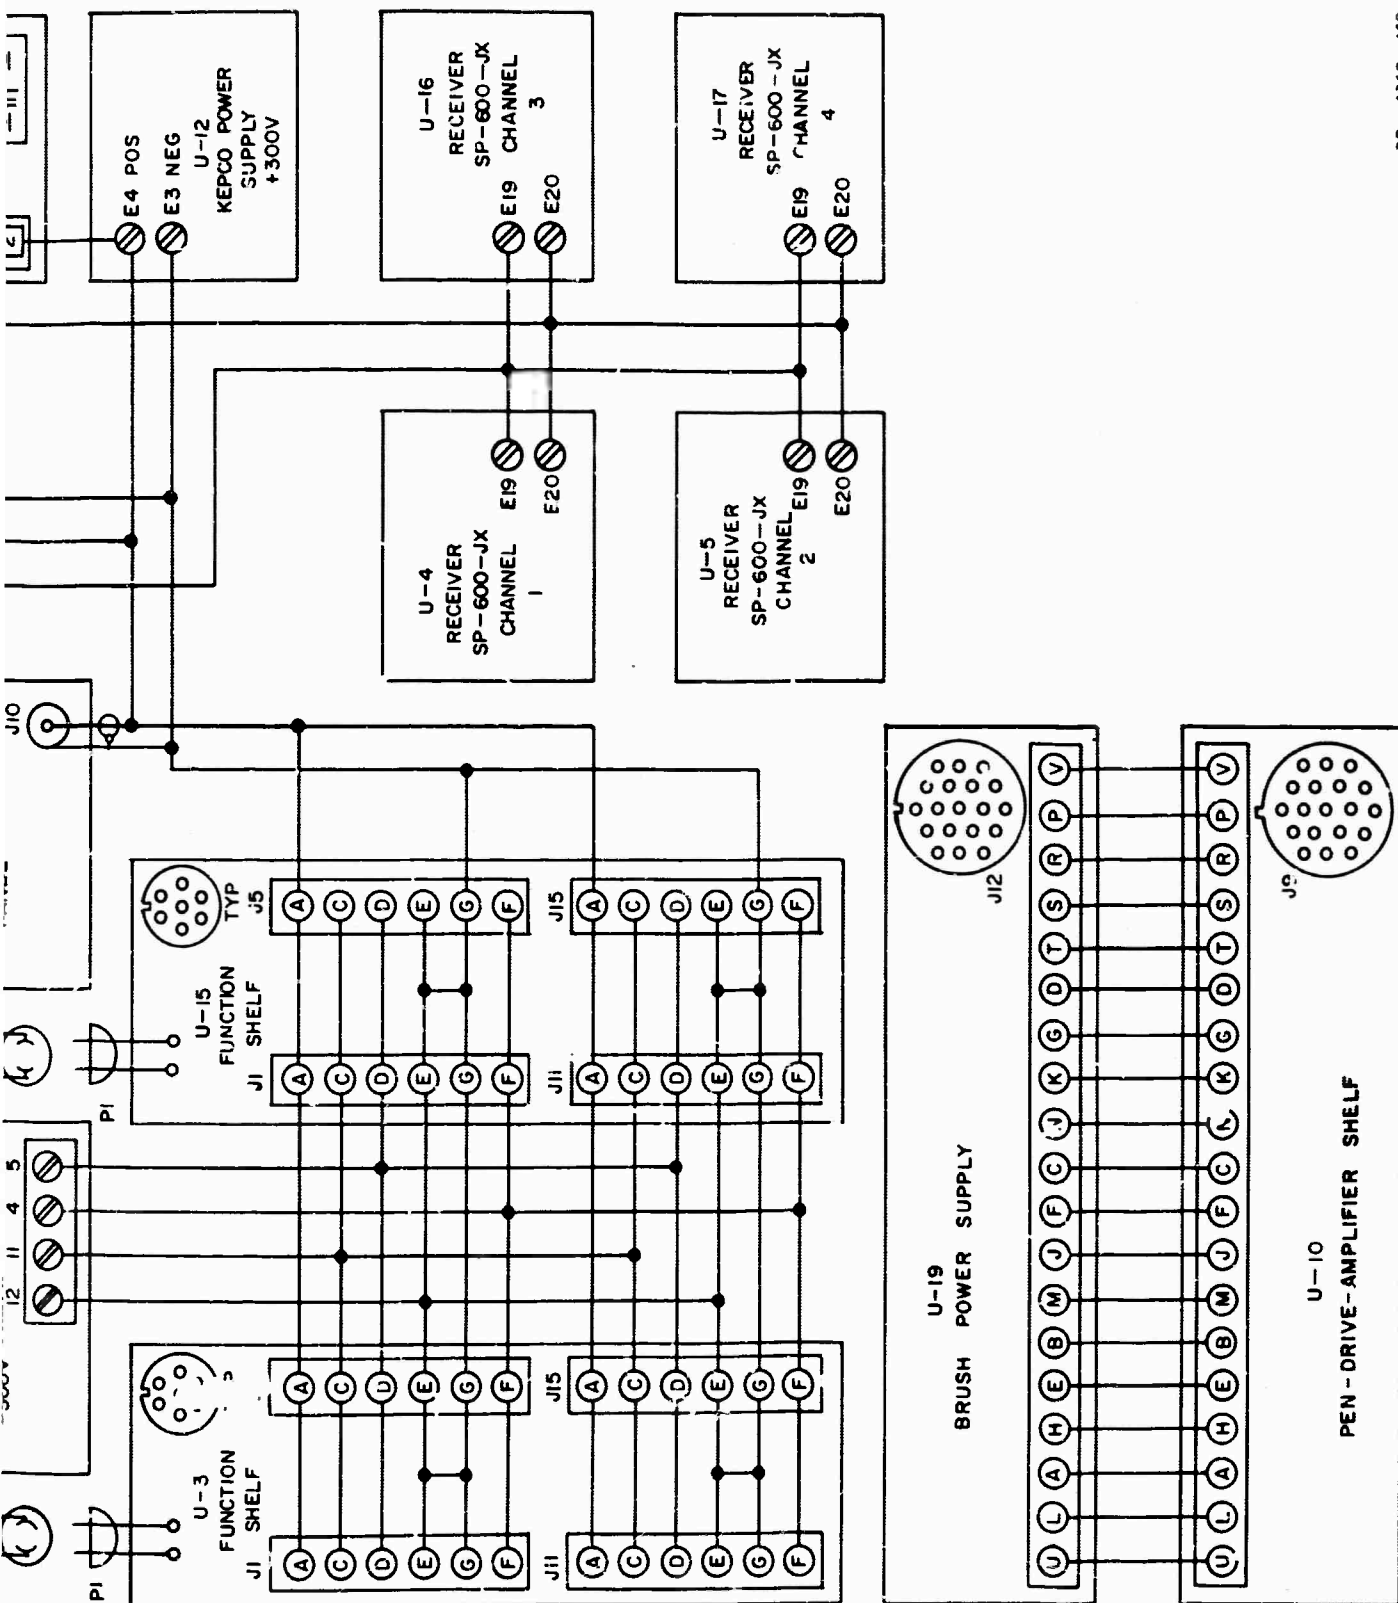 E4 POS
E3 NEG
U-12
KEPCO POWER
SUPPLY
+300V
U-16
RECEIVER
SP-600-JX
CHANNEL
3
E19
E20
U-17
RECEIVER
SP-600-JX
CHANNEL
4
E19
E20
U-4
RECEIVER
SP-600-JX
CHANNEL
1
E19
E20
U-5
RECEIVER
SP-600-JX
CHANNEL
2
E19
E20
J10
TYP
U-15
FUNCTION
SHELF
J5
A C D E G F
J15
A C D E G F
J1
A C D E G F
J11
A C D E G F
P1
5
4
11
12
U-3
FUNCTION
SHELF
A C D E G F
J15
A C D E G F
J1
A C D E G F
J11
A C D E G F
P1
J12
U-19
BRUSH POWER SUPPLY
V P R S T D G K C F J M B E H A L U
J9
U-10
PEN-DRIVE-AMPLIFIER SHELF
V P R S T D G K C F J M B E H A L U